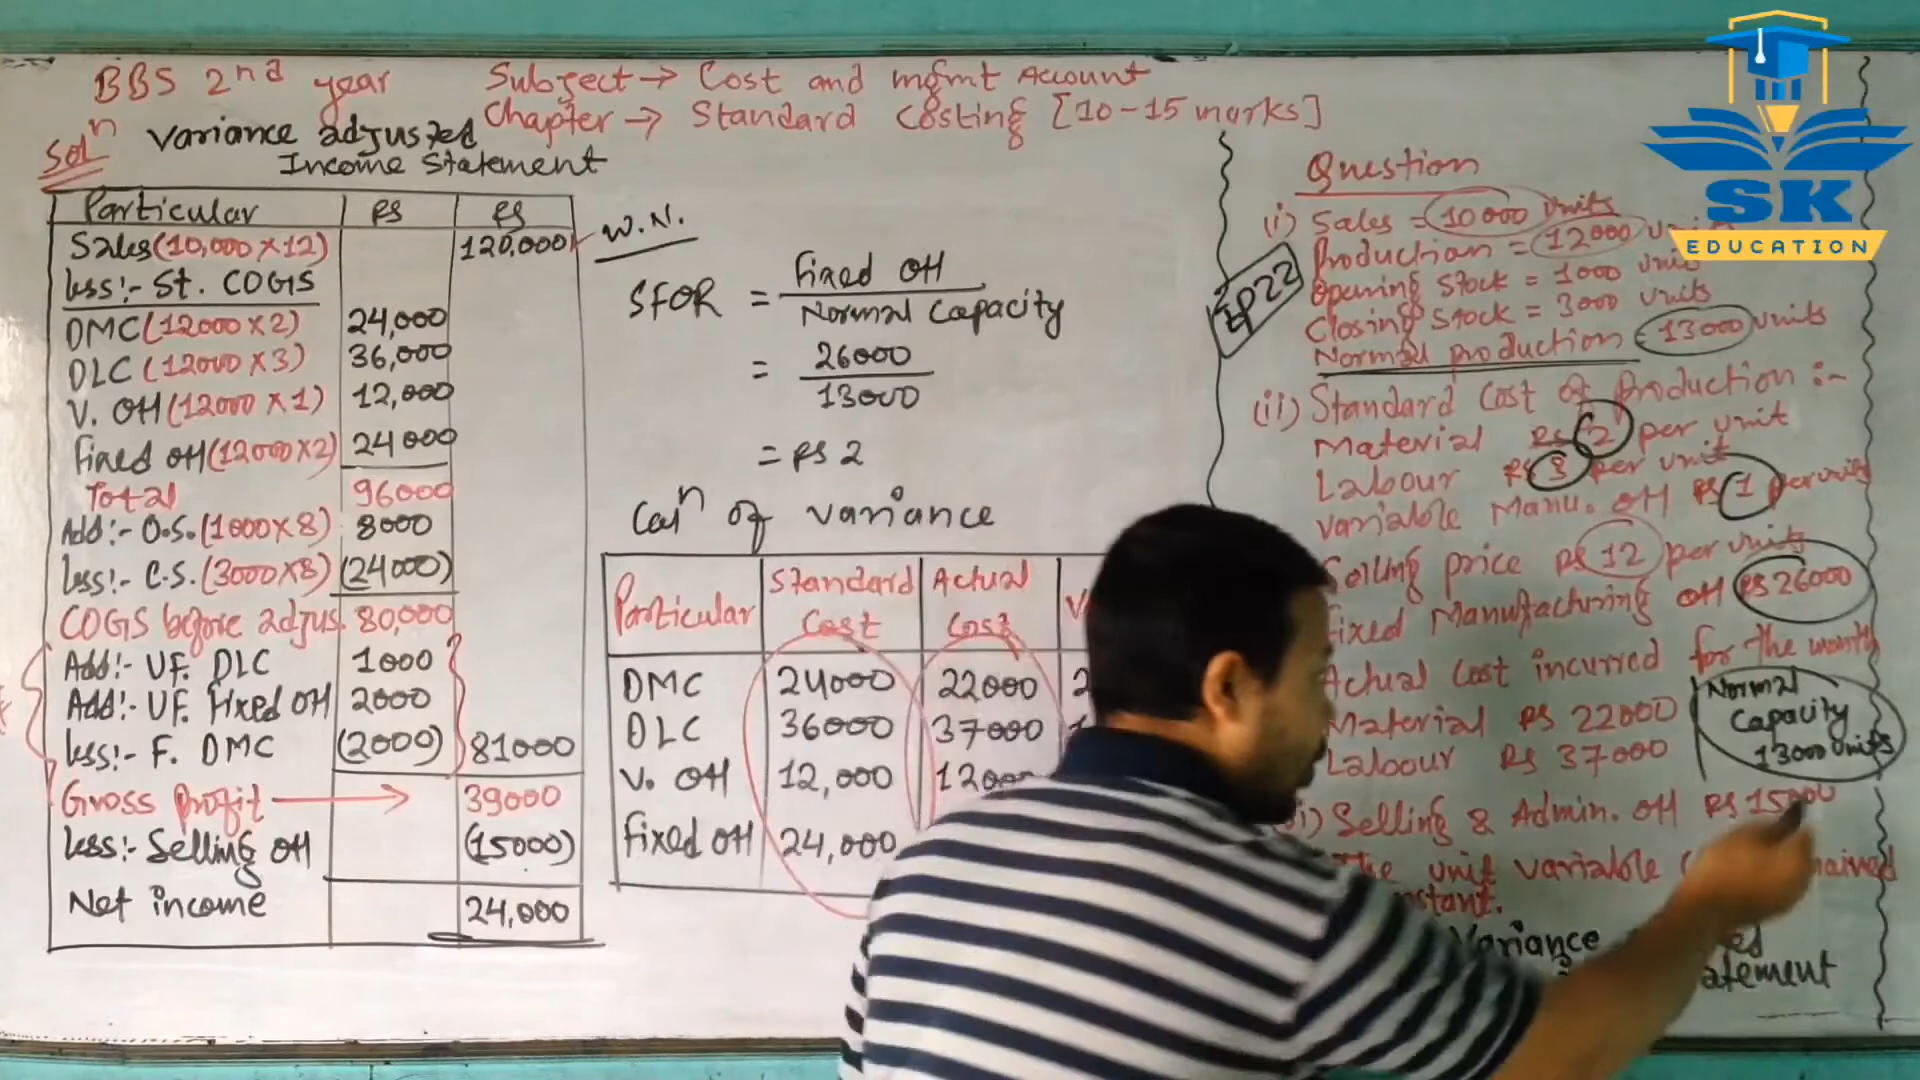 BBS 2nd year
Subject → Cost and mgmt Account
Chapter → Standard Costing [10-15 marks]
Solⁿ Variance adjusted
Income Statement
Particular RS RS
Sales (10,000×12) 120,000
less:- St. COGS
DMC (12000×2) 24,000
DLC (12000×3) 36,000
V. OH (12000×1) 12,000
Fixed OH (12000×2) 24000
Total 96000
Add:- O.S. (1000×8) 8000
less:- C.S. (3000×8) (24000)
COGS before adjus. 80,000
Add:- UF. DLC 1000
Add:- UF. Fixed OH 2000
less:- F. DMC (2000) 81000
Gross profit → 39000
less:- Selling OH (15000)
Net income 24,000
W.N.
SFOR = Fixed OH
Normal Capacity
= 26000
13000
= RS 2
Calⁿ of variance
Particular Standard Cost Actual Cost V
DMC 24000 22000 2
DLC 36000 37000
V. OH 12,000
Fixed OH 24,000
Question
EP22
(i) Sales = 10000 units
Production = 12000
Opening Stock = 1000
Closing Stock = 3000 units
Normal production = 13000 units
(ii) Standard Cost of Production :-
Material RS 2 per unit
Labour RS 3 per unit
Variable Manu. OH RS 1 per unit
Selling price RS 12 per units
Fixed Manufacturing OH RS 26000
Actual Cost incurred for the month
Material RS 22000
Labour RS 37000
Normal
Capacity
13000 units
Selling & Admin. OH RS 15000
The unit variable
Variance
SK
EDUCATION